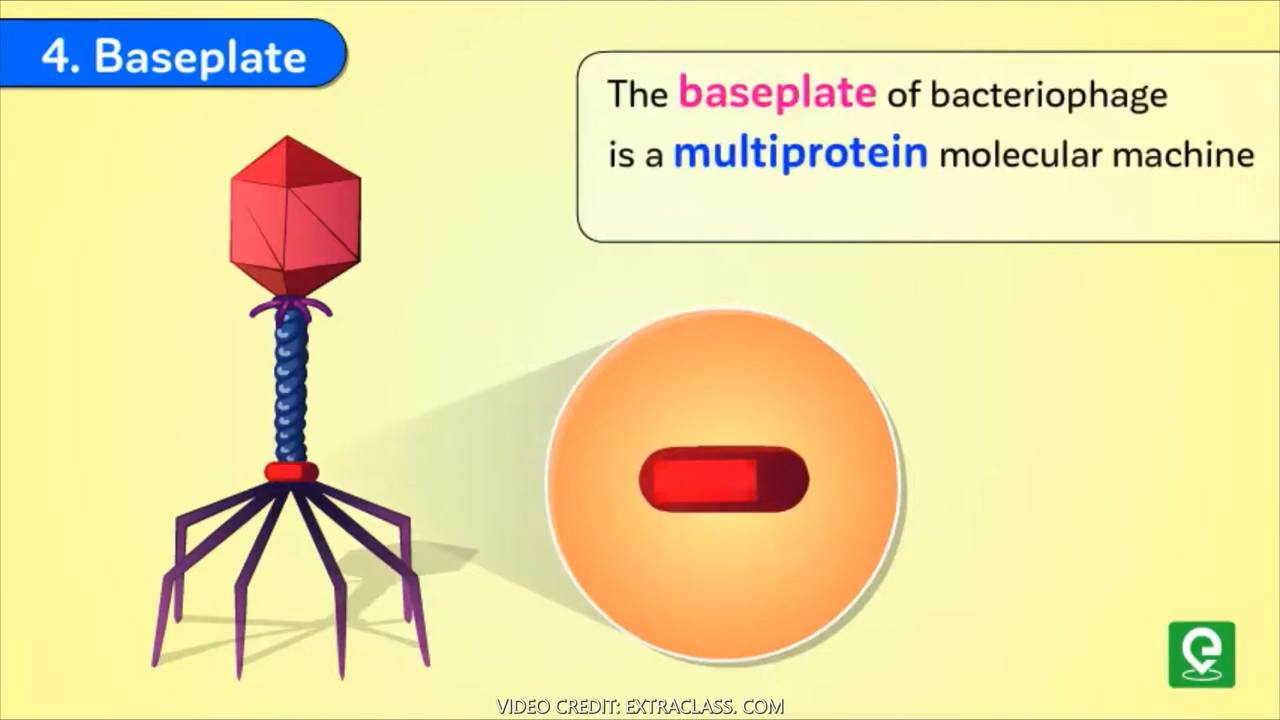 4. Baseplate
The baseplate of bacteriophage
is a multiprotein molecular machine
VIDEO CREDIT: EXTRACLASS. COM